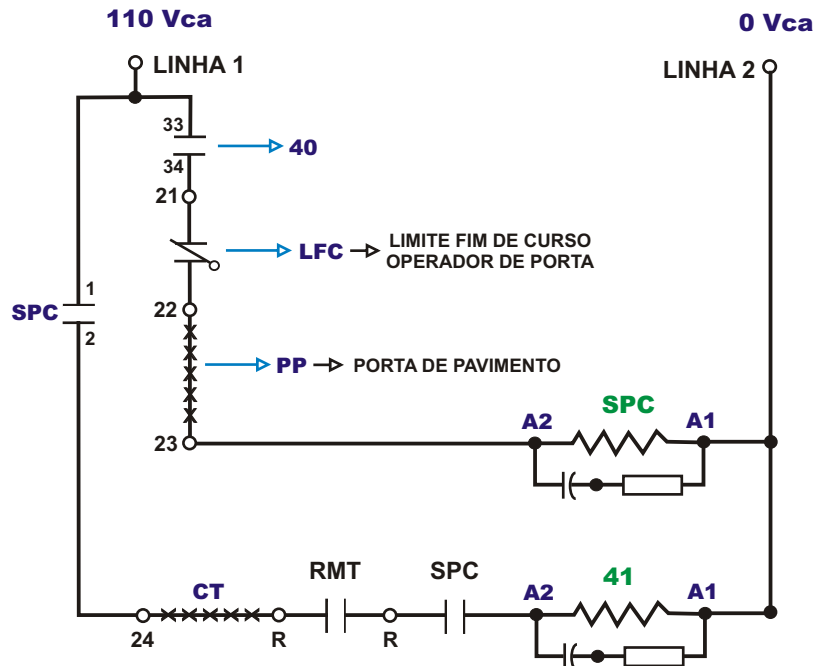 110 Vca
0 Vca
LINHA 1
LINHA 2
33
34
40
21
LFC
LIMITE FIM DE CURSO
OPERADOR DE PORTA
1
SPC
2
22
PP
PORTA DE PAVIMENTO
23
A2
SPC
A1
24
CT
R
RMT
R
SPC
A2
41
A1